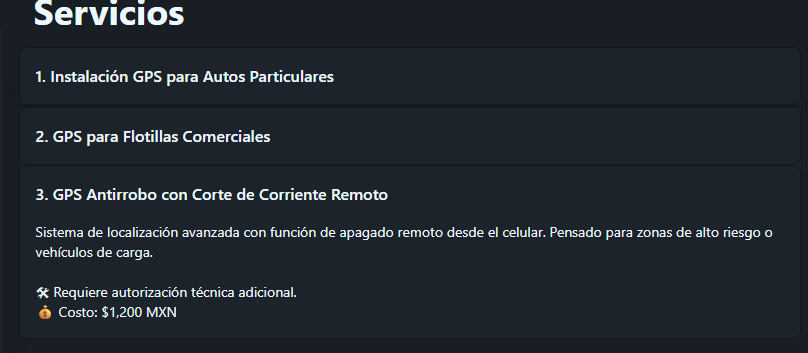 Servicios
1. Instalación GPS para Autos Particulares
2. GPS para Flotillas Comerciales
3. GPS Antirrobo con Corte de Corriente Remoto
Sistema de localización avanzada con función de apagado remoto desde el celular. Pensado para zonas de alto riesgo o
vehículos de carga.
🛠 Requiere autorización técnica adicional.
💰 Costo: $1,200 MXN